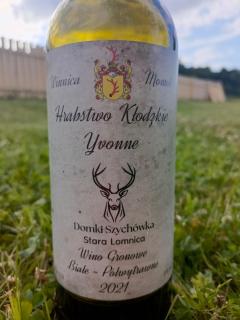 Winnica
Hrabstwo Kłodzkie
Yvonne
Domki Szychówka
Stara Łomnica
Wino Gronowe
Białe - Półwytrawne
2021